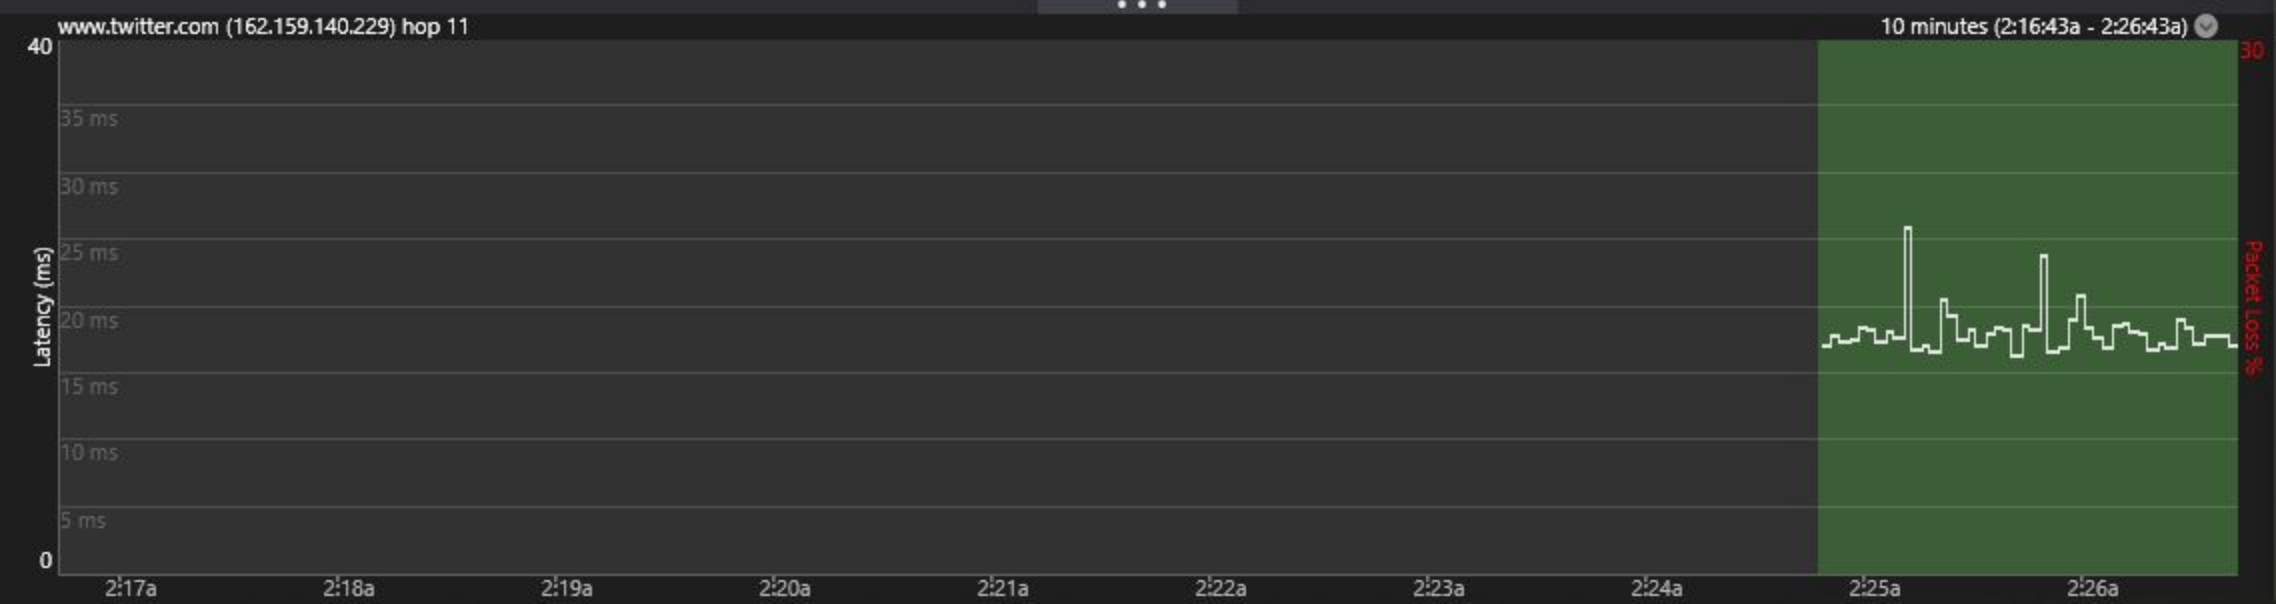 www.twitter.com (162.159.140.229) hop 11
10 minutes (2:16:43a - 2:26:43a)
40
30
35 ms
30 ms
25 ms
20 ms
15 ms
10 ms
5 ms
0
Latency (ms)
Packet Loss %
2:17a 2:18a 2:19a 2:20a 2:21a 2:22a 2:23a 2:24a 2:25a 2:26a